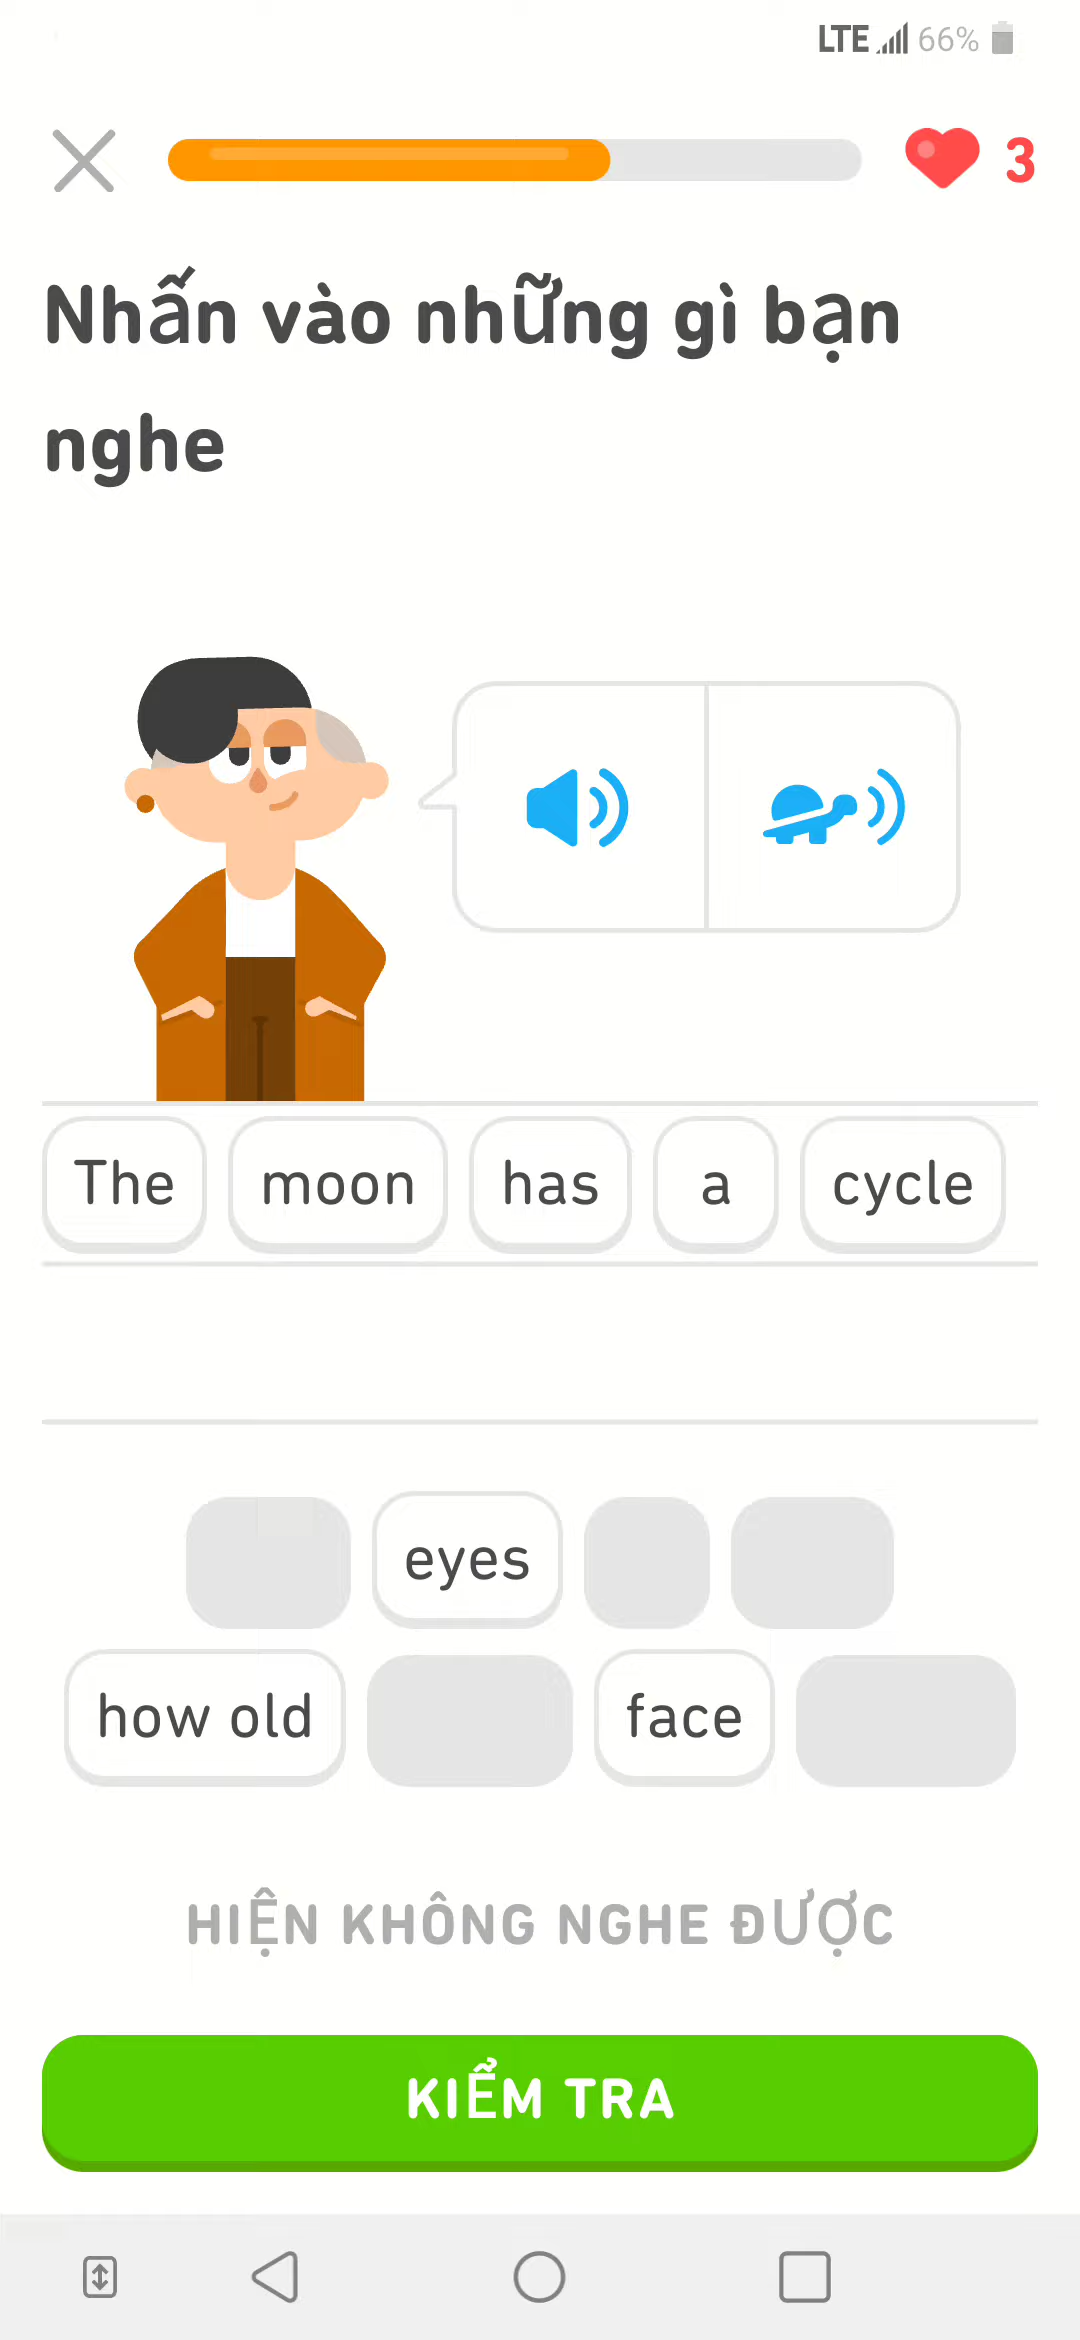 LTE 66%
3
Nhấn vào những gì bạn
nghe
The moon has a cycle
eyes
how old face
HIỆN KHÔNG NGHE ĐƯỢC
KIỂM TRA